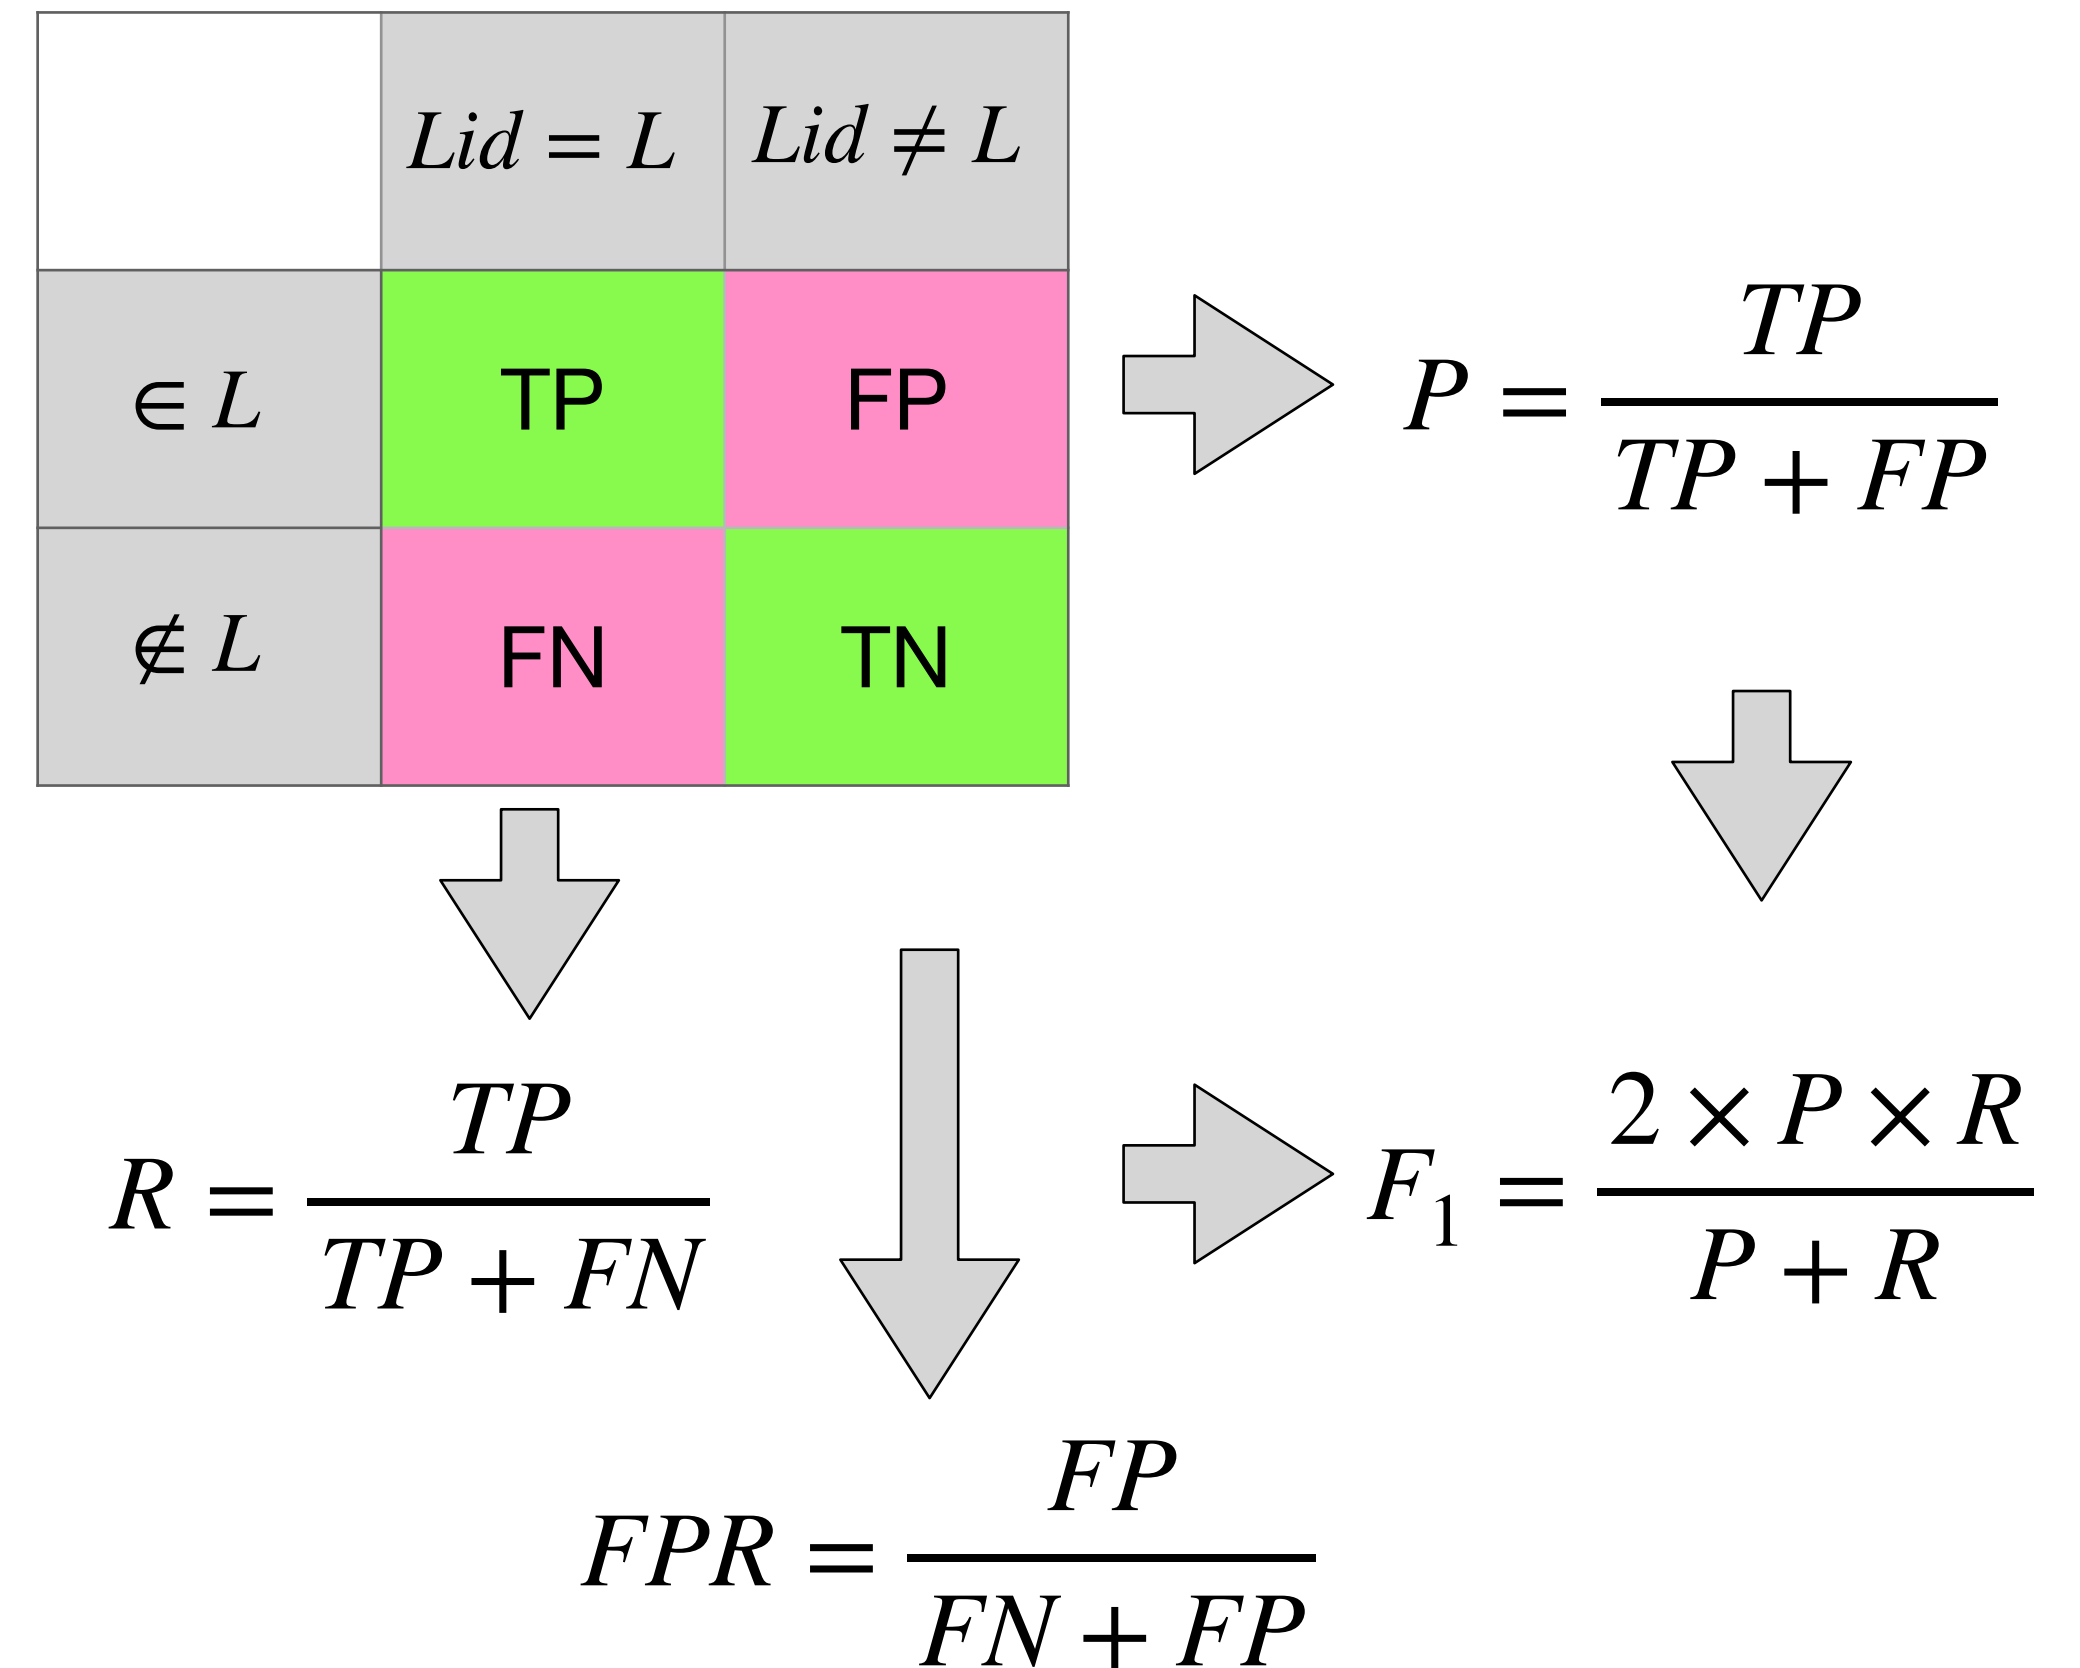 Lid = L Lid ≠ L
∈ L TP FP
∉ L FN TN
P = TP / TP + FP
R = TP / TP + FN
F₁ = 2 × P × R / P + R
FPR = FP / FN + FP